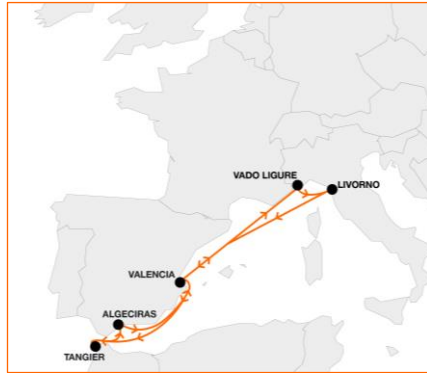 VADO LIGURE
LIVORNO
VALENCIA
ALGECIRAS
TANGIER